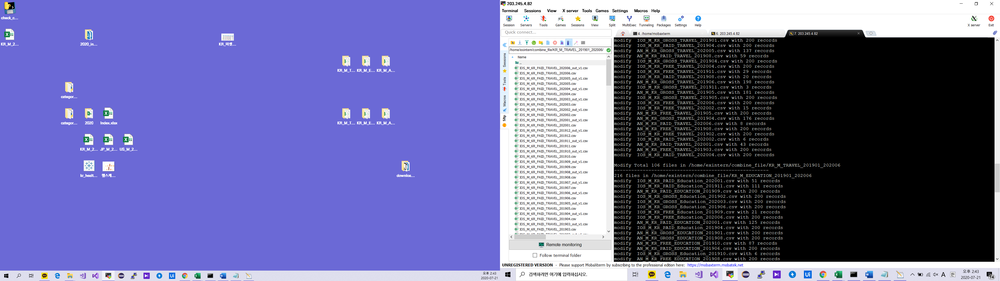 check_c...
KR_M_2...
2020_in...
KR_마켓...
KR_M_T...
KR_M_E...
KR_M_A...
categor...
categor...
2020
Index.xlsx
KR_M_T...
KR_M_E...
KR_M_A...
KR_M_2...
JP_M_2...
US_M_2...
kr_healt...
헬스케...
downloa...
오후 2:43
2020-07-21
203.245.4.82
Terminal Sessions View X server Tools Games Settings Macros Help
Session Servers Tools Games Sessions View Split MultiExec Tunneling Packages Settings Help X server Exit
Quick connect...
4. /home/mobaxterm
6. 203.245.4.82
7. 203.245.4.82
Sessions
Tools
Macros
Sftp
/home/exintern/combine_file/KR_M_TRAVEL_201901_202006/
Name
..
IOS_M_KR_PAID_TRAVEL_202006_out_v1.csv
IOS_M_KR_PAID_TRAVEL_202006.csv
IOS_M_KR_PAID_TRAVEL_202005_out_v1.csv
IOS_M_KR_PAID_TRAVEL_202005.csv
IOS_M_KR_PAID_TRAVEL_202004_out_v1.csv
IOS_M_KR_PAID_TRAVEL_202004.csv
IOS_M_KR_PAID_TRAVEL_202003_out_v1.csv
IOS_M_KR_PAID_TRAVEL_202003.csv
IOS_M_KR_PAID_TRAVEL_202002_out_v1.csv
IOS_M_KR_PAID_TRAVEL_202002.csv
IOS_M_KR_PAID_TRAVEL_202001_out_v1.csv
IOS_M_KR_PAID_TRAVEL_202001.csv
IOS_M_KR_PAID_TRAVEL_201912_out_v1.csv
IOS_M_KR_PAID_TRAVEL_201912.csv
IOS_M_KR_PAID_TRAVEL_201911_out_v1.csv
IOS_M_KR_PAID_TRAVEL_201911.csv
IOS_M_KR_PAID_TRAVEL_201910_out_v1.csv
IOS_M_KR_PAID_TRAVEL_201910.csv
IOS_M_KR_PAID_TRAVEL_201909_out_v1.csv
IOS_M_KR_PAID_TRAVEL_201909.csv
IOS_M_KR_PAID_TRAVEL_201908_out_v1.csv
IOS_M_KR_PAID_TRAVEL_201908.csv
IOS_M_KR_PAID_TRAVEL_201907_out_v1.csv
IOS_M_KR_PAID_TRAVEL_201907.csv
IOS_M_KR_PAID_TRAVEL_201906_out_v1.csv
IOS_M_KR_PAID_TRAVEL_201906.csv
IOS_M_KR_PAID_TRAVEL_201905_out_v1.csv
IOS_M_KR_PAID_TRAVEL_201905.csv
IOS_M_KR_PAID_TRAVEL_201904_out_v1.csv
IOS_M_KR_PAID_TRAVEL_201904.csv
IOS_M_KR_PAID_TRAVEL_201903_out_v1.csv
IOS_M_KR_PAID_TRAVEL_201903.csv
Remote monitoring
Follow terminal folder
modify IOS_M_KR_GROSS_TRAVEL_201901.csv with 200 records
modify IOS_M_KR_PAID_TRAVEL_201904.csv with 200 records
modify AN_M_KR_GROSS_TRAVEL_202005.csv with 137 records
modify AN_M_KR_PAID_TRAVEL_201908.csv with 59 records
modify IOS_M_KR_GROSS_TRAVEL_201904.csv with 200 records
modify IOS_M_KR_FREE_TRAVEL_202004.csv with 200 records
modify IOS_M_KR_FREE_TRAVEL_201911.csv with 29 records
modify IOS_M_KR_PAID_TRAVEL_201908.csv with 20 records
modify AN_M_KR_GROSS_TRAVEL_201906.csv with 198 records
modify IOS_M_KR_GROSS_TRAVEL_201911.csv with 3 records
modify AN_M_KR_GROSS_TRAVEL_201905.csv with 181 records
modify IOS_M_KR_GROSS_TRAVEL_201905.csv with 200 records
modify IOS_M_KR_FREE_TRAVEL_202006.csv with 200 records
modify IOS_M_KR_FREE_TRAVEL_202002.csv with 15 records
modify AN_M_KR_FREE_TRAVEL_201905.csv with 200 records
modify AN_M_KR_GROSS_TRAVEL_201904.csv with 176 records
modify AN_M_KR_PAID_TRAVEL_202006.csv with 8 records
modify AN_M_KR_FREE_TRAVEL_201908.csv with 200 records
modify AN_M_KR_FREE_TRAVEL_201902.csv with 200 records
modify IOS_M_KR_PAID_TRAVEL_202002.csv with 6 records
modify AN_M_KR_PAID_TRAVEL_202001.csv with 43 records
modify AN_M_KR_FREE_TRAVEL_201903.csv with 200 records
modify IOS_M_KR_PAID_TRAVEL_202004.csv with 200 records
Modify Total 106 files in /home/exintern/combine_file/KR_M_TRAVEL_201901_202006
------------------------------------------------------
216 files in /home/exintern/combine_file/KR_M_EDUCATION_201901_202006
modify IOS_M_KR_PAID_Education_202001.csv with 51 records
modify IOS_M_KR_PAID_Education_201911.csv with 111 records
modify AN_M_KR_PAID_EDUCATION_201909.csv with 200 records
modify IOS_M_KR_GROSS_Education_201902.csv with 200 records
modify IOS_M_KR_GROSS_Education_202003.csv with 200 records
modify IOS_M_KR_GROSS_Education_201906.csv with 200 records
modify IOS_M_KR_FREE_Education_201909.csv with 21 records
modify IOS_M_KR_FREE_Education_202006.csv with 200 records
modify AN_M_KR_PAID_EDUCATION_202001.csv with 125 records
modify IOS_M_KR_PAID_Education_201904.csv with 200 records
modify AN_M_KR_GROSS_EDUCATION_201901.csv with 200 records
modify AN_M_KR_GROSS_EDUCATION_201908.csv with 200 records
modify AN_M_KR_FREE_EDUCATION_201910.csv with 87 records
modify AN_M_KR_PAID_EDUCATION_201906.csv with 200 records
modify IOS_M_KR_GROSS_Education_201910.csv with 6 records
modify AN_M_KR_FREE_EDUCATION_201908.csv with 200 records
UNREGISTERED VERSION - Please support MobaXterm by subscribing to the professional edition here: https://mobaxterm.mobatek.net
검색하려면 여기에 입력하십시오.
A 한
오후 2:43
2020-07-21
14